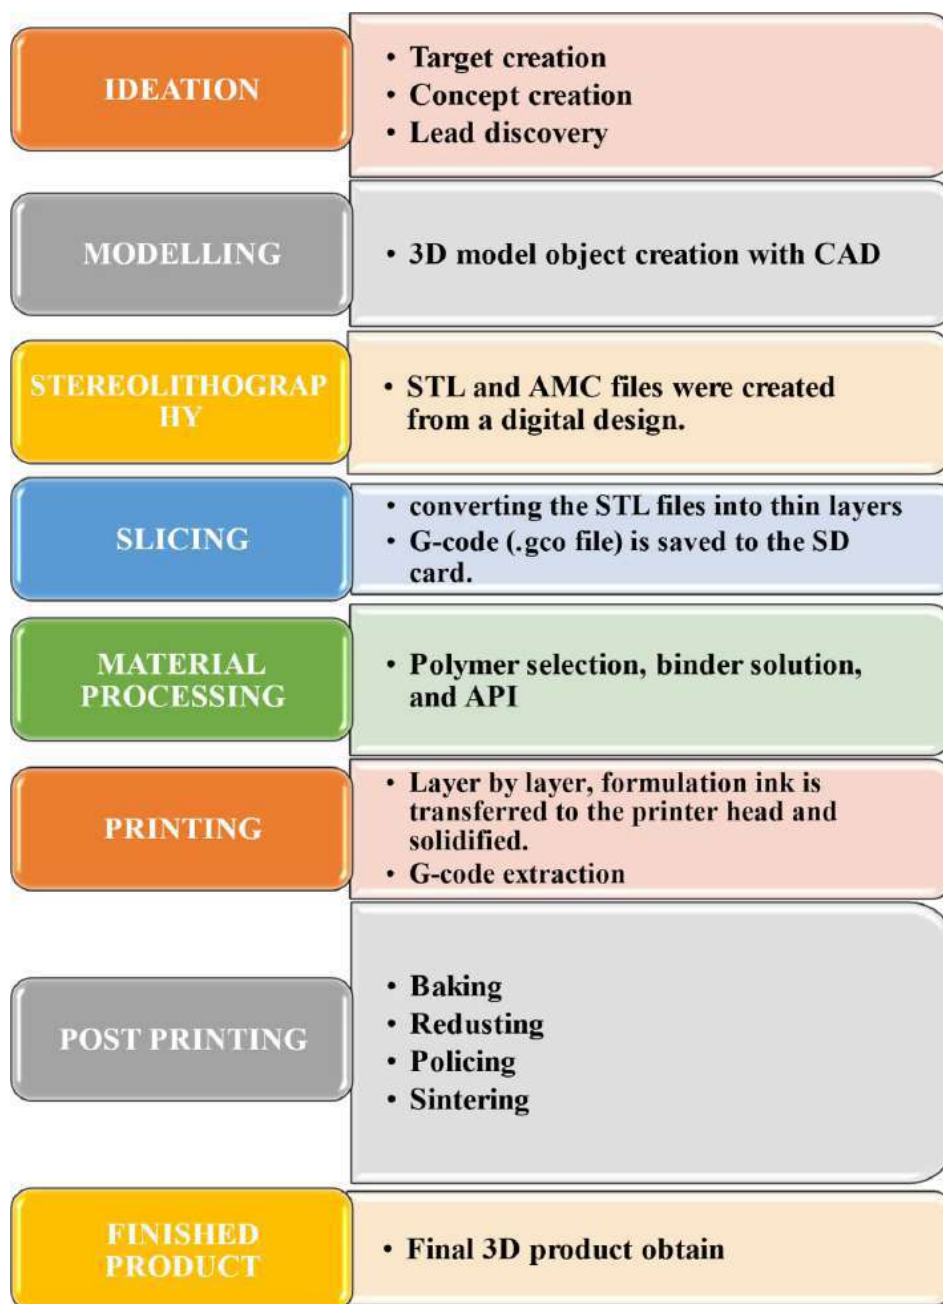 IDEATION
• Target creation
• Concept creation
• Lead discovery
MODELLING
• 3D model object creation with CAD
STEREOLITHOGRAP
HY
• STL and AMC files were created
from a digital design.
SLICING
• converting the STL files into thin layers
• G-code (.gco file) is saved to the SD
card.
MATERIAL
PROCESSING
• Polymer selection, binder solution,
and API
PRINTING
• Layer by layer, formulation ink is
transferred to the printer head and
solidified.
• G-code extraction
POST PRINTING
• Baking
• Redusting
• Policing
• Sintering
FINISHED
PRODUCT
• Final 3D product obtain